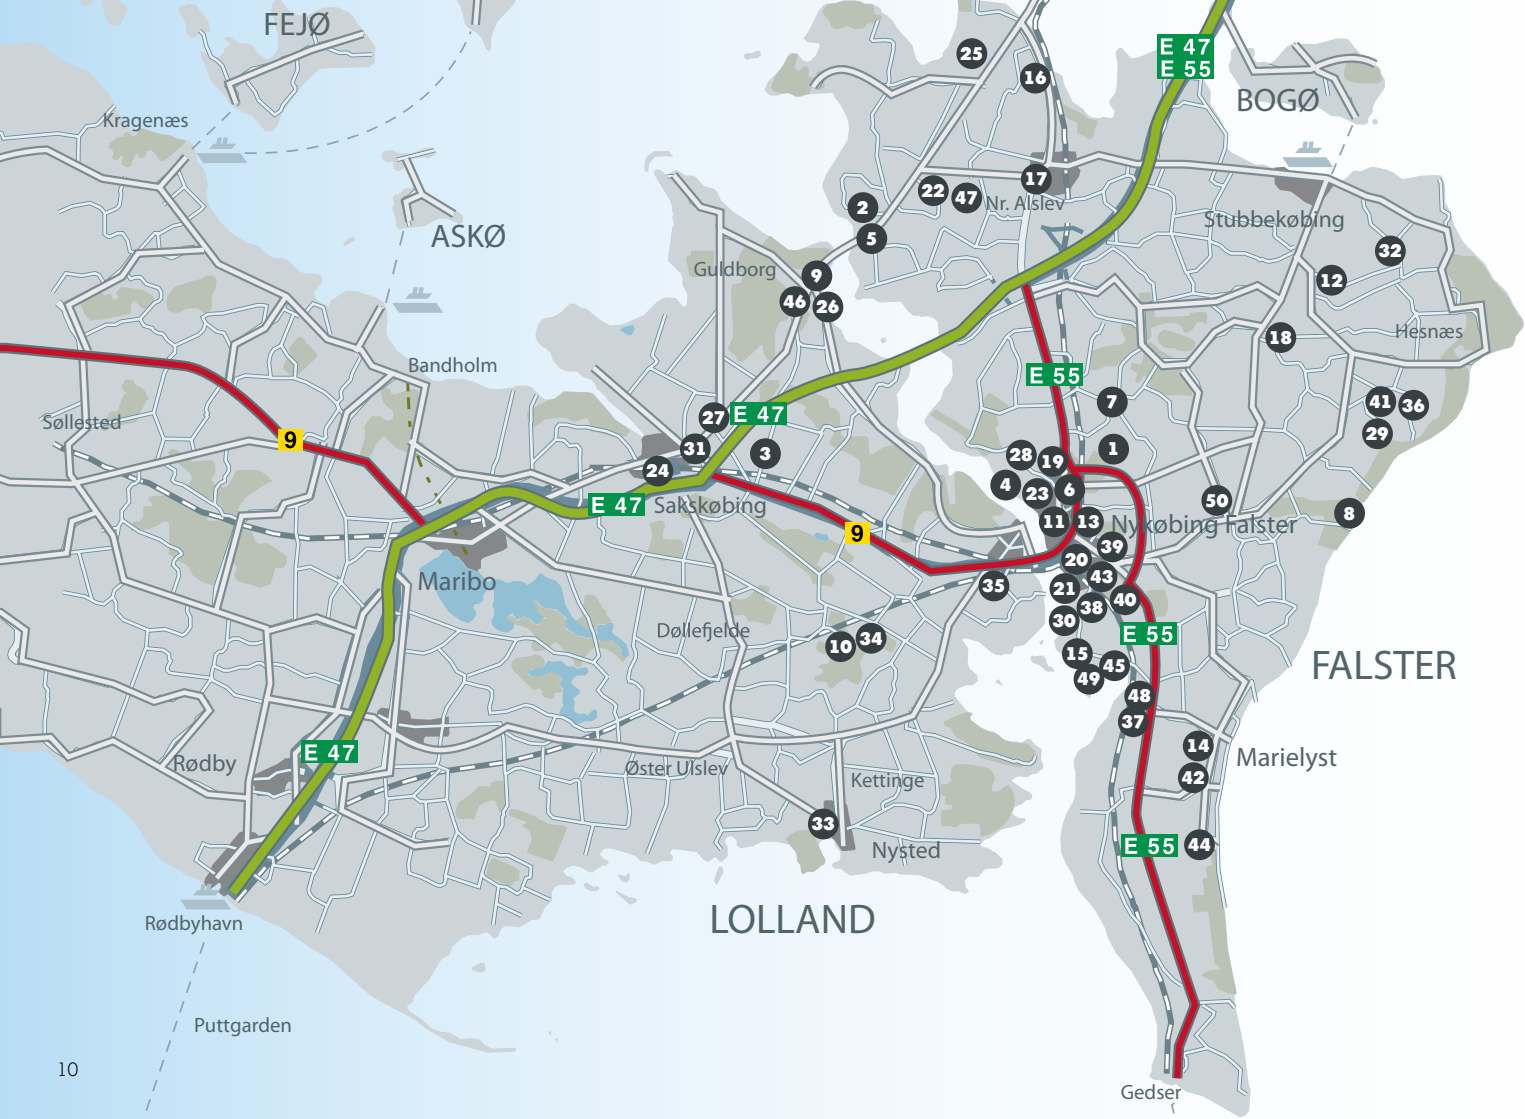 FEJØ
E 47
E 55
25
16
BOGØ
Kragenæs
17
22
47
Nr. Alslev
2
Stubbekøbing
5
ASKØ
32
Guldborg
9
12
46
26
Hesnæs
18
Bandholm
E 55
7
41
36
27
E 47
Søllested
29
9
31
3
1
28
19
24
4
23
6
E 47
Sakskøbing
50
8
11
13
Nykøbing Falster
9
39
20
Maribo
43
35
21
40
38
30
Døllefjelde
E 55
10
34
15
45
49
FALSTER
48
37
14
Marielyst
E 47
Rødby
Øster Ulslev
42
Kettinge
33
E 55
44
Nysted
Rødbyhavn
LOLLAND
Puttgarden
10
Gedser